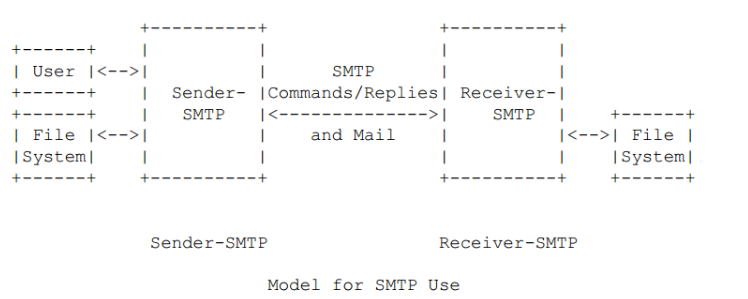 +----------+                +----------+
+------+    |          |                |          |
| User |<-->|          |      SMTP      |          |
+------+    |  Sender- |Commands/Replies| Receiver-|
+------+    |   SMTP   |<-------------->|   SMTP   |    +------+
| File |<-->|          |    and Mail    |          |<-->| File |
|System|    |          |                |          |    |System|
+------+    +----------+                +----------+    +------+
Sender-SMTP                Receiver-SMTP
Model for SMTP Use